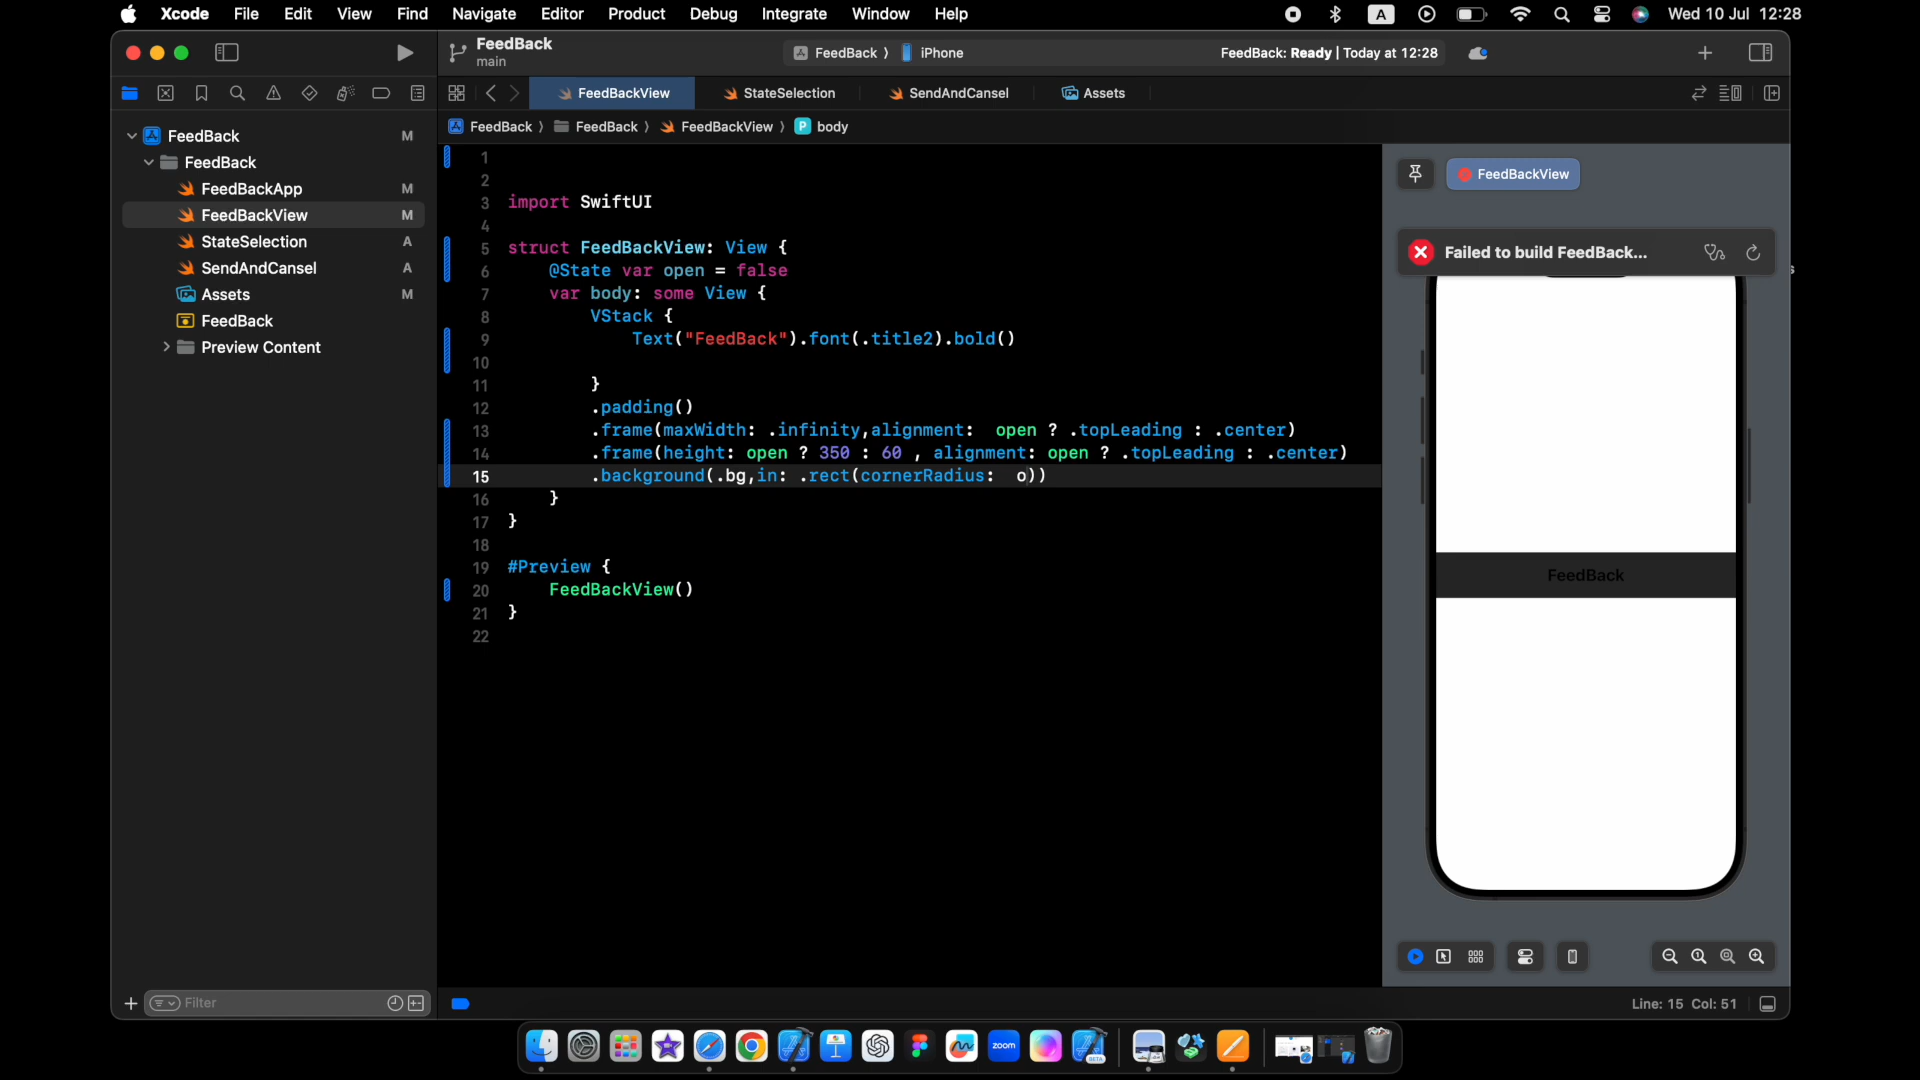 Xcode File Edit View Find Navigate Editor Product Debug Integrate Window Help A Wed 10 Jul 12:28
FeedBack
main
FeedBack ⟩ iPhone
FeedBack: Ready | Today at 12:28
FeedBackView StateSelection SendAndCansel Assets
FeedBack ⟩ FeedBack ⟩ FeedBackView ⟩ P body
FeedBack M
FeedBack
FeedBackApp M
FeedBackView M
StateSelection A
SendAndCansel A
Assets M
FeedBack
Preview Content
1
2
3 import SwiftUI
4
5 struct FeedBackView: View {
6 @State var open = false
7 var body: some View {
8 VStack {
9 Text("FeedBack").font(.title2).bold()
10
11 }
12 .padding()
13 .frame(maxWidth: .infinity,alignment: open ? .topLeading : .center)
14 .frame(height: open ? 350 : 60 , alignment: open ? .topLeading : .center)
15 .background(.bg,in: .rect(cornerRadius: o))
16 }
17 }
18
19 #Preview {
20 FeedBackView()
21 }
22
FeedBackView
Failed to build FeedBack...
FeedBack
Filter
Line: 15 Col: 51
zoom
BETA